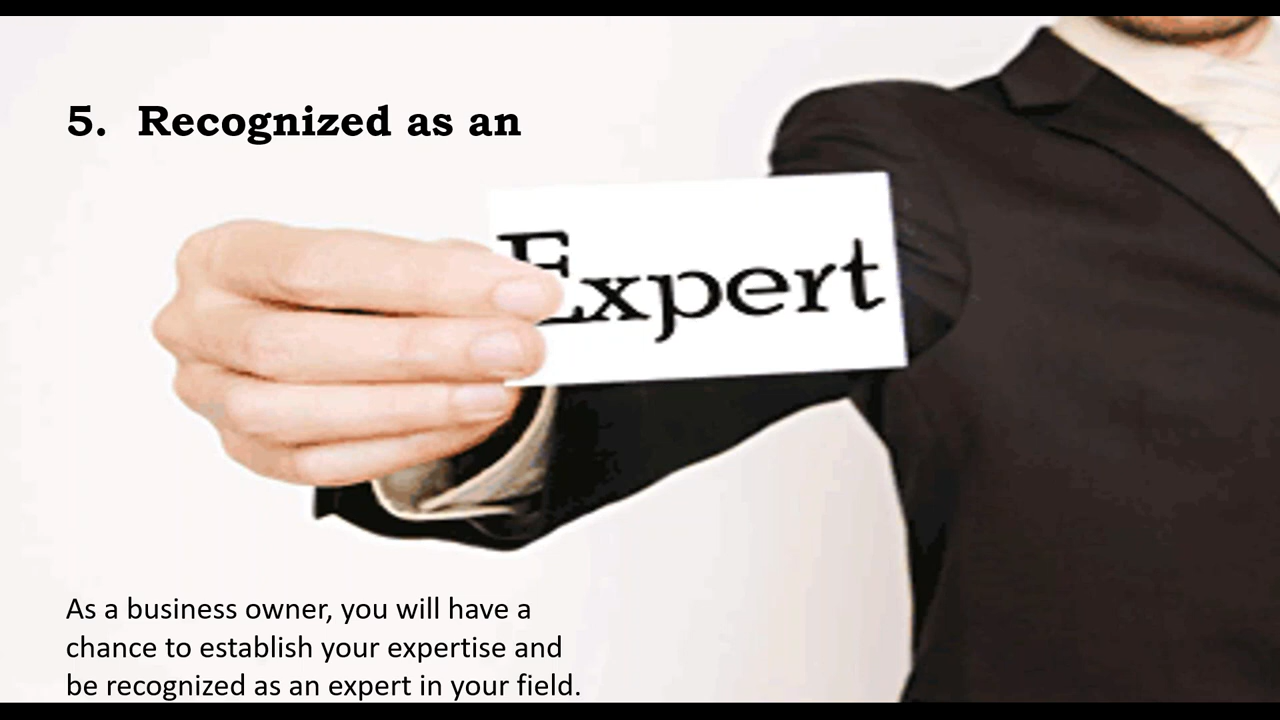 5. Recognized as an
Expert
As a business owner, you will have a
chance to establish your expertise and
be recognized as an expert in your field.